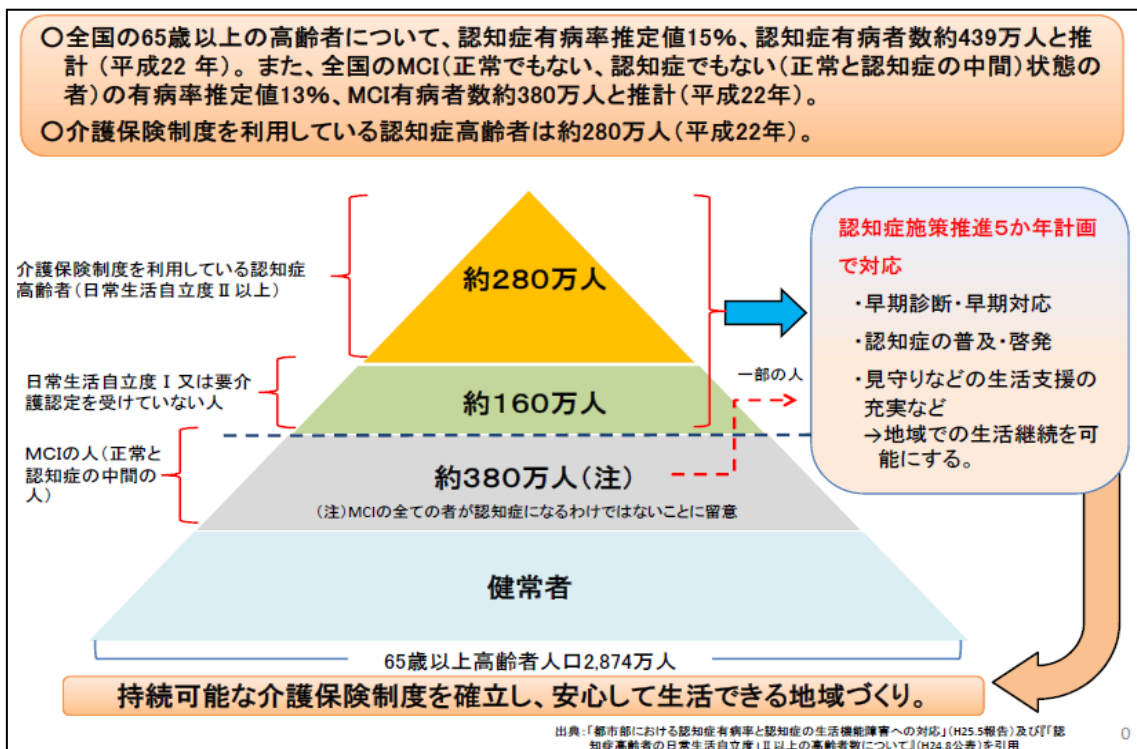 〇全国の65歳以上の高齢者について、認知症有病率推定値15%、認知症有病者数約439万人と推
計（平成22 年）。また、全国のMCI（正常でもない、認知症でもない（正常と認知症の中間）状態の
者）の有病率推定値13%、MCI有病者数約380万人と推計（平成22年）。
〇介護保険制度を利用している認知症高齢者は約280万人（平成22年）。
介護保険制度を利用している認知症
高齢者（日常生活自立度Ⅱ以上）
約280万人
日常生活自立度Ⅰ又は要介
護認定を受けていない人
約160万人
一部の人
MCIの人（正常と
認知症の中間の
人）
約380万人（注）
（注）MCIの全ての者が認知症になるわけではないことに留意
健常者
65歳以上高齢者人口2,874万人
認知症施策推進5か年計画
で対応
・早期診断・早期対応
・認知症の普及・啓発
・見守りなどの生活支援の
充実など
→地域での生活継続を可
能にする。
持続可能な介護保険制度を確立し、安心して生活できる地域づくり。
出典：「都市部における認知症有病率と認知症の生活機能障害への対応」（H25.5報告）及び『「認
知症高齢者の日常生活自立度」Ⅱ以上の高齢者数について』（H24.8公表）を引用
0